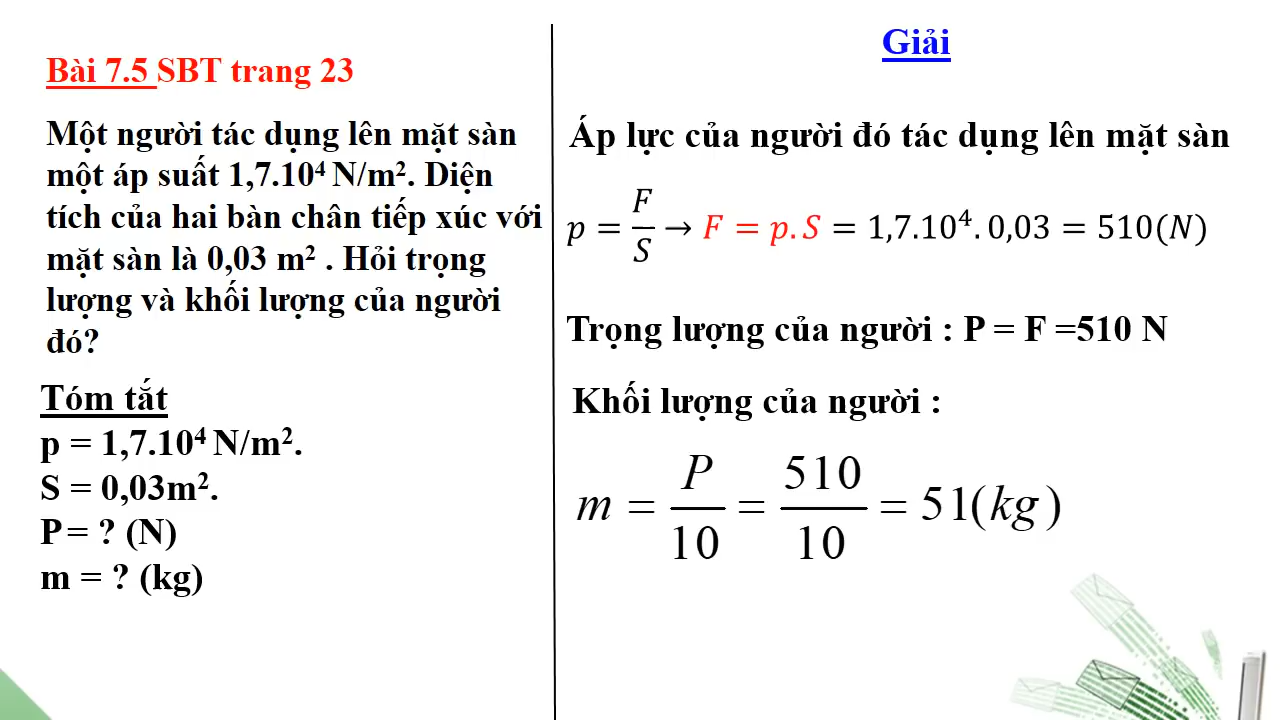 Bài 7.5 SBT trang 23
Một người tác dụng lên mặt sàn
một áp suất 1,7.10⁴ N/m². Diện
tích của hai bàn chân tiếp xúc với
mặt sàn là 0,03 m² . Hỏi trọng
lượng và khối lượng của người
đó?
Tóm tắt
p = 1,7.10⁴ N/m².
S = 0,03m².
P = ? (N)
m = ? (kg)
Giải
Áp lực của người đó tác dụng lên mặt sàn
p = F/S → F = p.S = 1,7.10⁴.0,03 = 510(N)
Trọng lượng của người : P = F =510 N
Khối lượng của người :
m = P/10 = 510/10 = 51(kg)